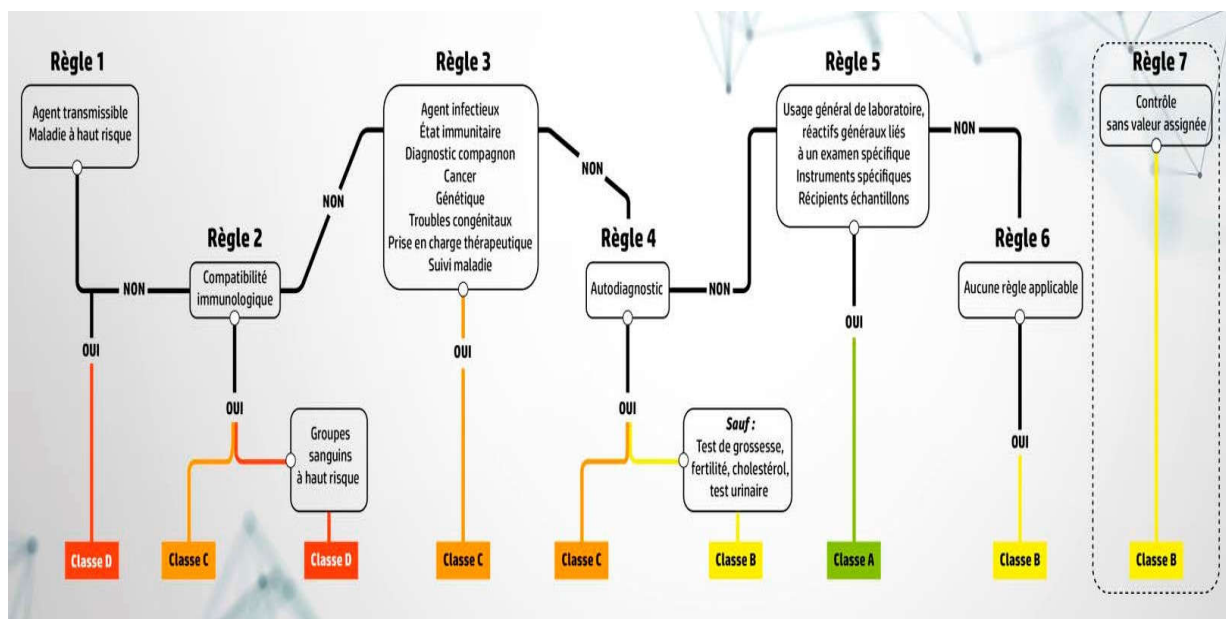 Règle 1
Agent transmissible
Maladie à haut risque
NON
OUI
Classe D
Règle 2
Compatibilité
immunologique
NON
OUI
Classe C
Groupes
sanguins
à haut risque
Classe D
Règle 3
Agent infectieux
État immunitaire
Diagnostic compagnon
Cancer
Génétique
Troubles congénitaux
Prise en charge thérapeutique
Suivi maladie
NON
OUI
Classe C
Règle 4
Autodiagnostic
NON
OUI
Classe C
Sauf :
Test de grossesse,
fertilité, cholestérol,
test urinaire
Classe B
Règle 5
Usage général de laboratoire,
réactifs généraux liés
à un examen spécifique
Instruments spécifiques
Récipients échantillons
NON
OUI
Classe A
Règle 6
Aucune règle applicable
OUI
Classe B
Règle 7
Contrôle
sans valeur assignée
Classe B